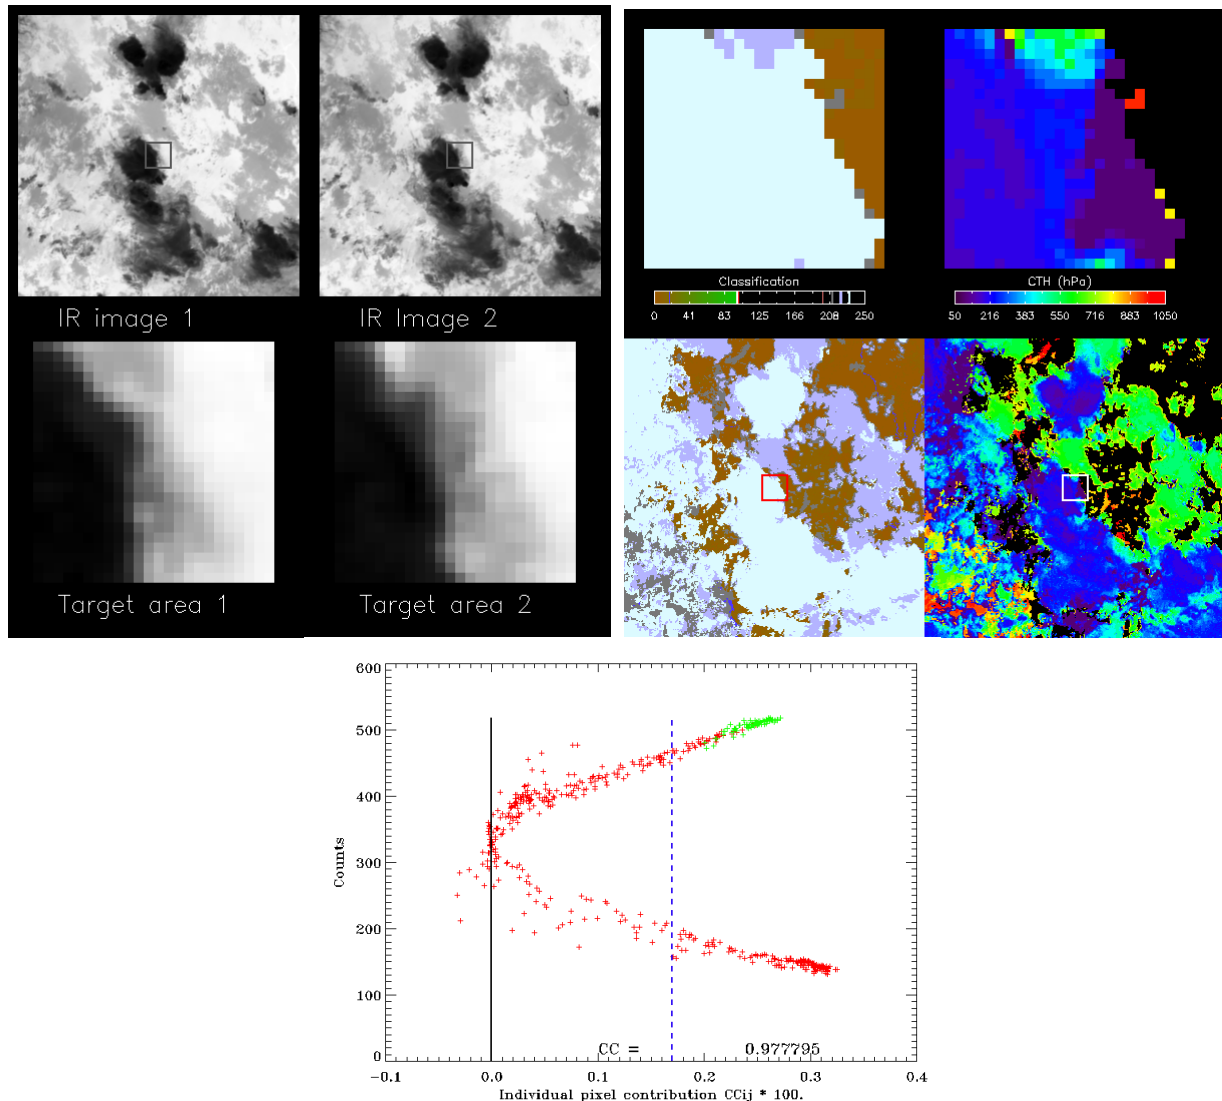 IR image 1
IR Image 2
Target area 1
Target area 2
Classification
0 41 83 125 166 208 250
CTH (hPa)
50 216 383 550 716 883 1050
600
500
400
300
200
100
0
Counts
CC = 0.977795
-0.1 0.0 0.1 0.2 0.3 0.4
Individual pixel contribution CCij * 100.